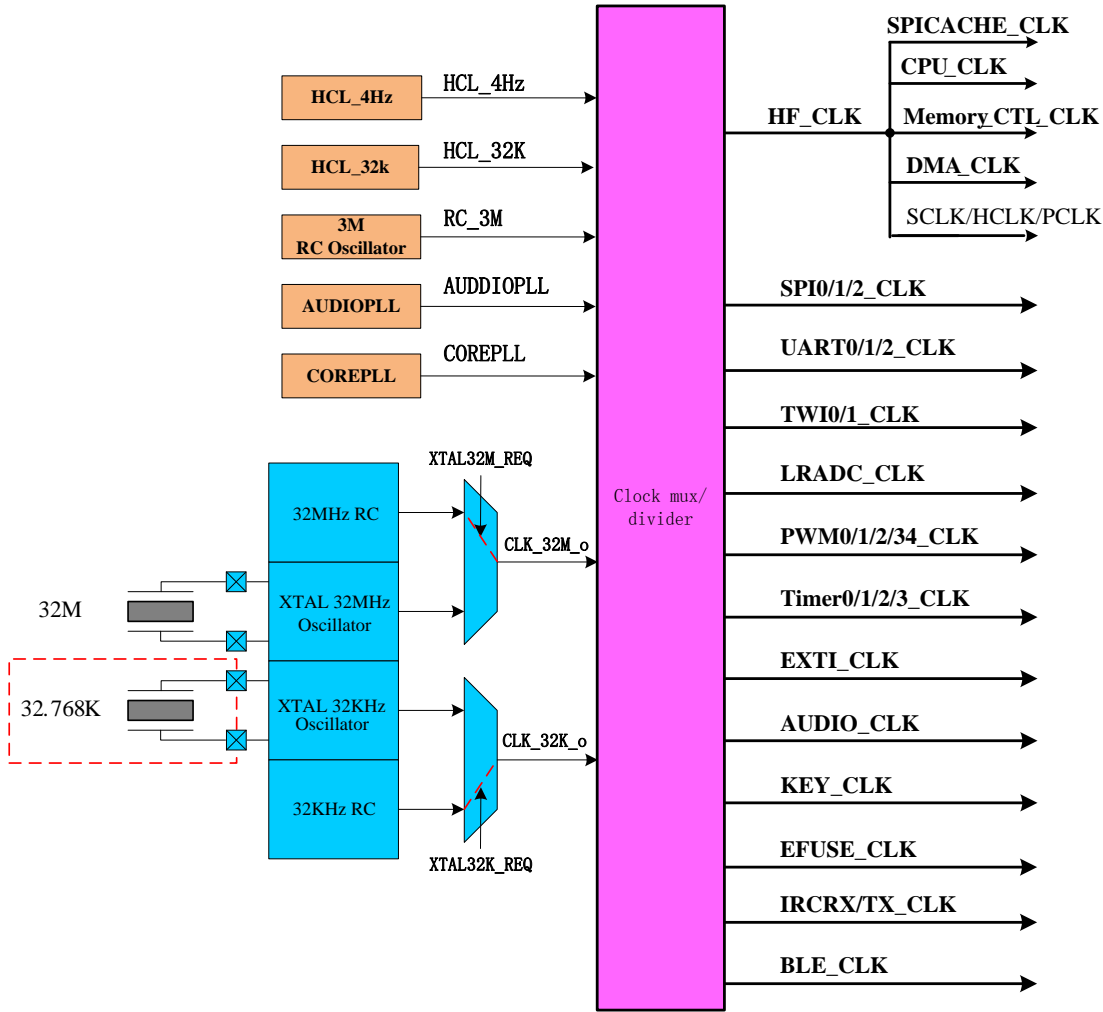 HCL_4Hz
HCL_4Hz
HCL_32k
HCL_32K
3M
RC Oscillator
RC_3M
AUDIOPLL
AUDDIOPLL
COREPLL
COREPLL
XTAL32M_REQ
32MHz RC
CLK_32M_o
32M
XTAL 32MHz
Oscillator
32.768K
XTAL 32KHz
Oscillator
CLK_32K_o
32KHz RC
XTAL32K_REQ
Clock mux/
divider
HF_CLK
SPICACHE_CLK
CPU_CLK
Memory_CTL_CLK
DMA_CLK
SCLK/HCLK/PCLK
SPI0/1/2_CLK
UART0/1/2_CLK
TWI0/1_CLK
LRADC_CLK
PWM0/1/2/34_CLK
Timer0/1/2/3_CLK
EXTI_CLK
AUDIO_CLK
KEY_CLK
EFUSE_CLK
IRCRX/TX_CLK
BLE_CLK